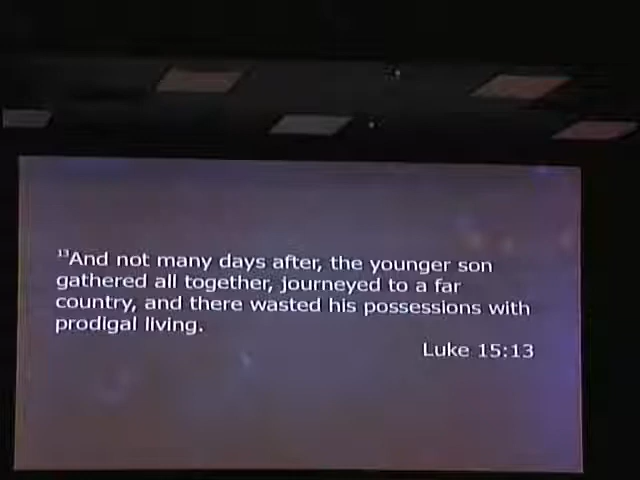 ¹³And not many days after, the younger son
gathered all together, journeyed to a far
country, and there wasted his possessions with
prodigal living.
Luke 15:13